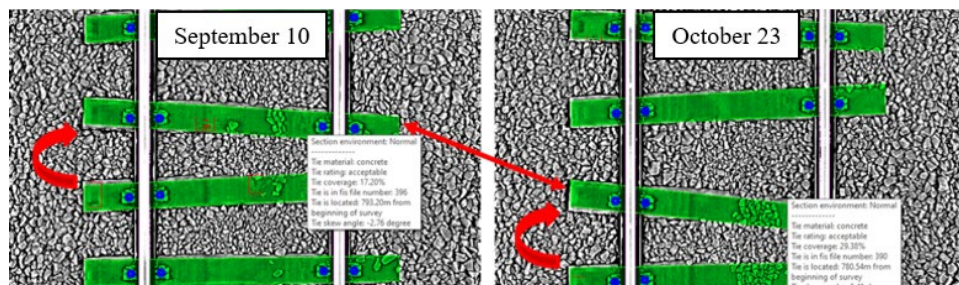 September 10
October 23
Section environment: Normal
-------------
Tie material: concrete
Tie rating: acceptable
Tie coverage: 17.20%
Tie is in fis file number: 396
Tie is located: 793.20m from
beginning of survey
Tie skew angle: -2.76 degree
Section environment: Normal
-------------
Tie material: concrete
Tie rating: acceptable
Tie coverage: 29.38%
Tie is in fis file number: 390
Tie is located: 780.54m from
beginning of survey